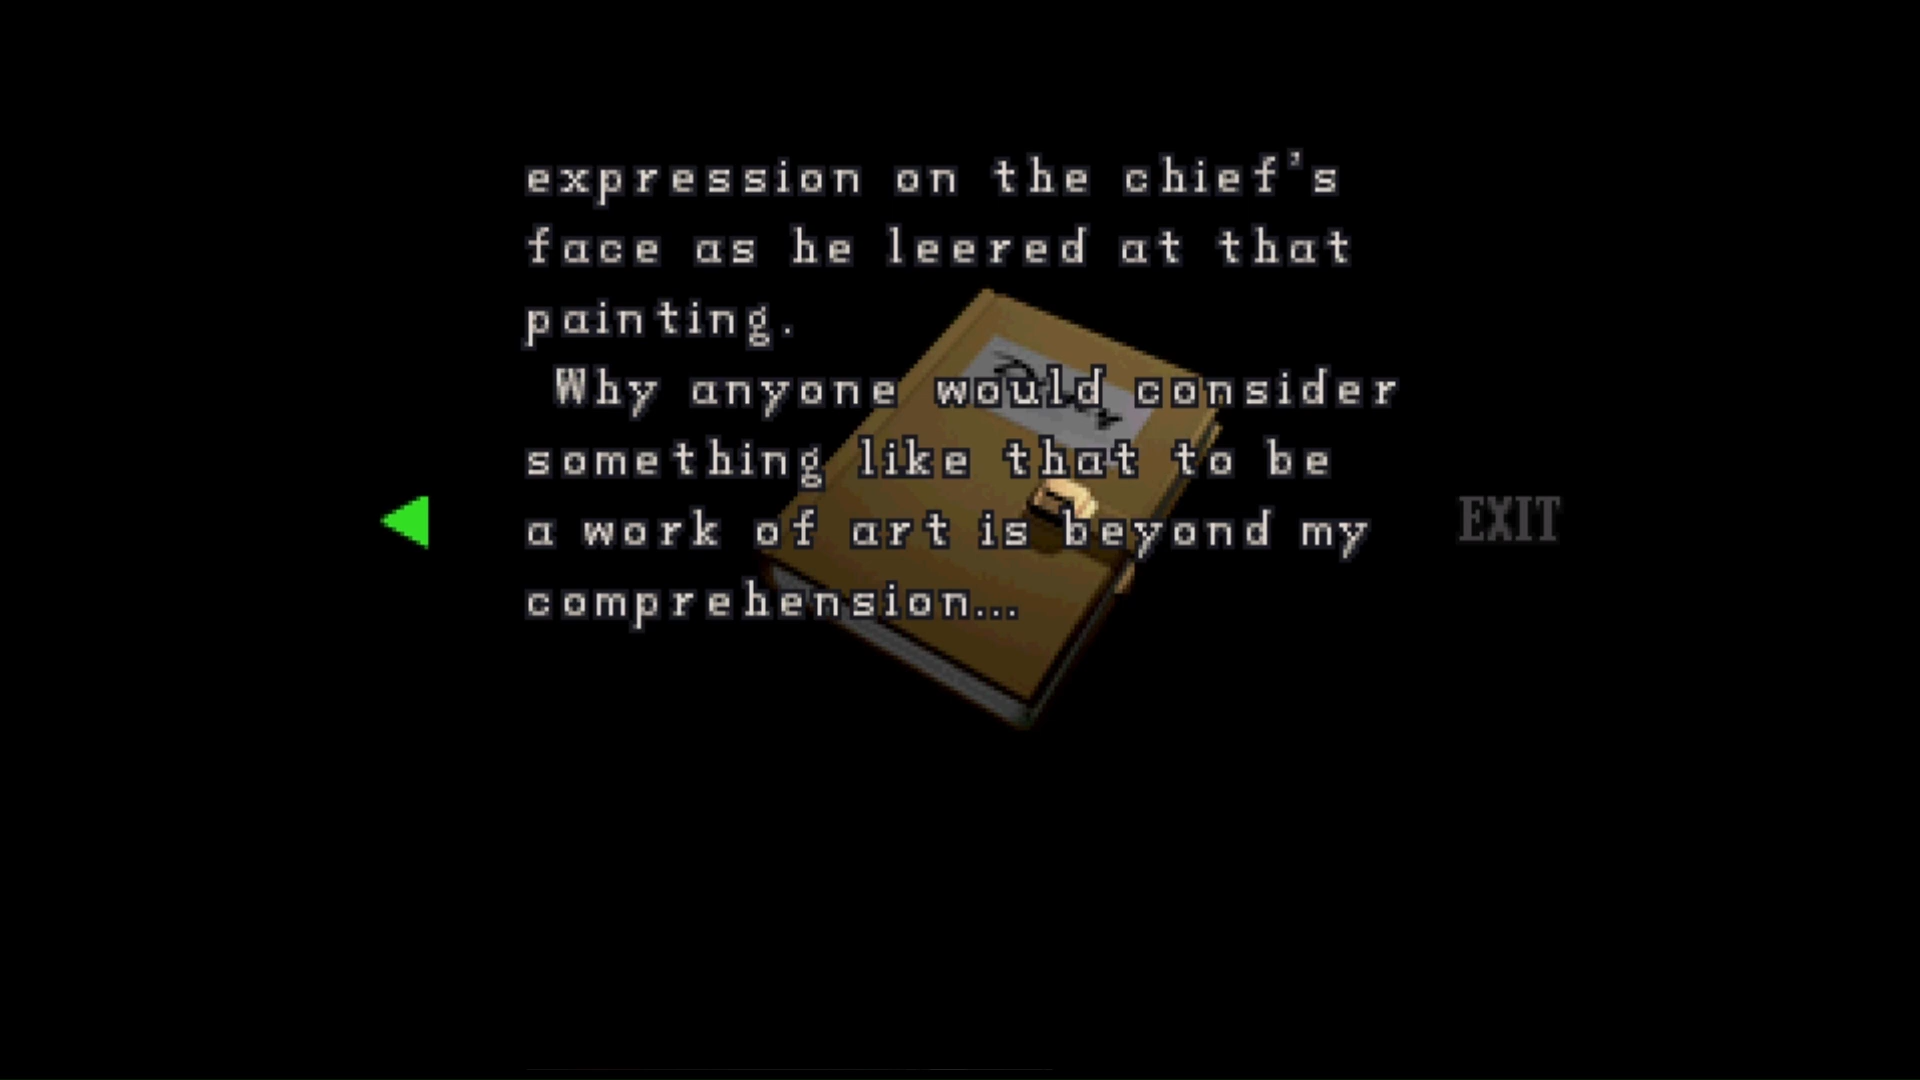 expression on the chief's
face as he leered at that
painting.
Why anyone would consider
something like that to be
a work of art is beyond my
comprehension...
EXIT
Diary